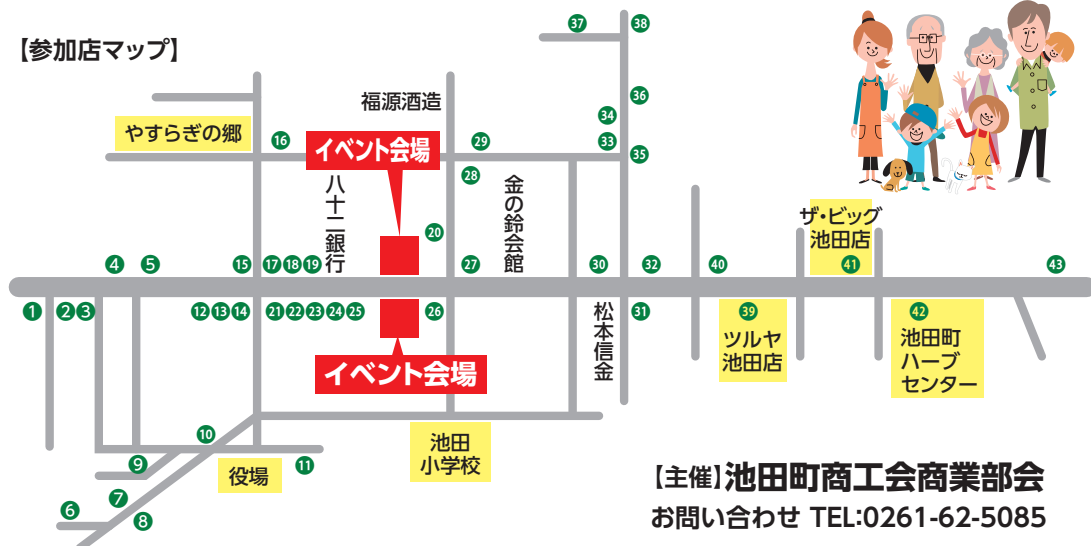 【参加店マップ】
37
38
福源酒造
36
34
やすらぎの郷
16
イベント会場
29
33
35
28
八十二銀行
金の鈴会館
ザ・ビッグ
池田店
20
4
5
15
17
18
19
27
30
32
40
41
43
1
2
3
12
13
14
21
22
23
24
25
26
松本信金
31
39
ツルヤ
池田店
42
池田町
ハーブ
センター
イベント会場
10
9
役場
11
池田
小学校
7
6
8
【主催】池田町商工会商業部会
お問い合わせ TEL:0261-62-5085